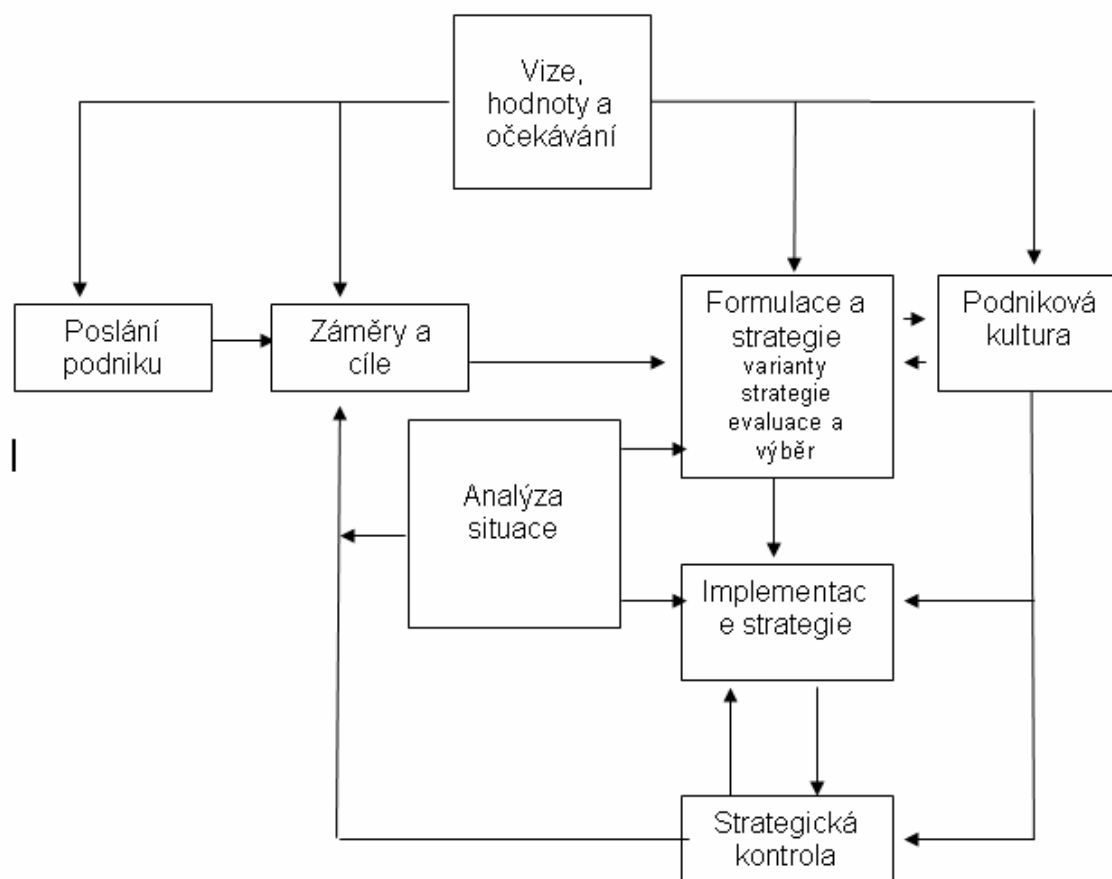 Vize,
hodnoty a
očekávání
Poslání
podniku
Záměry a
cíle
Formulace a
strategie
varianty
strategie
evaluace a
výběr
Podniková
kultura
Analýza
situace
Implementac
e strategie
Strategická
kontrola